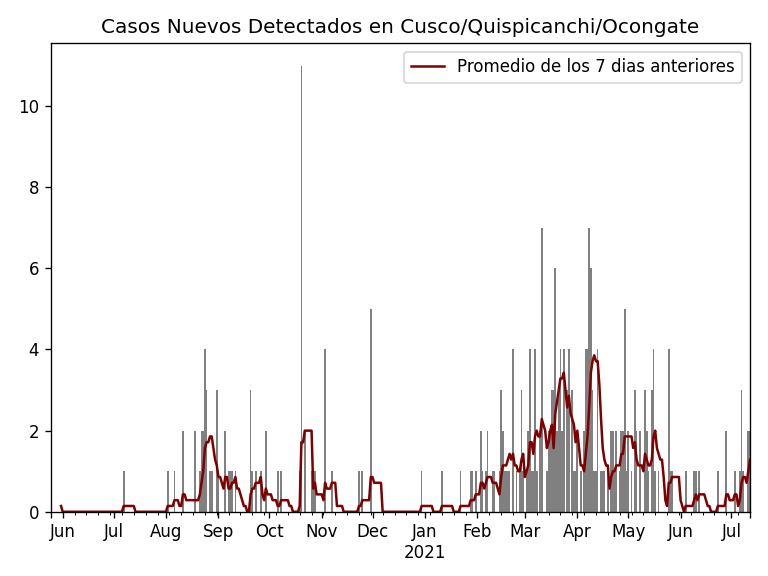 Casos Nuevos Detectados en Cusco/Quispicanchi/Ocongate
Promedio de los 7 dias anteriores
10
8
6
4
2
0
Jun Jul Aug Sep Oct Nov Dec Jan Feb Mar Apr May Jun Jul
2021